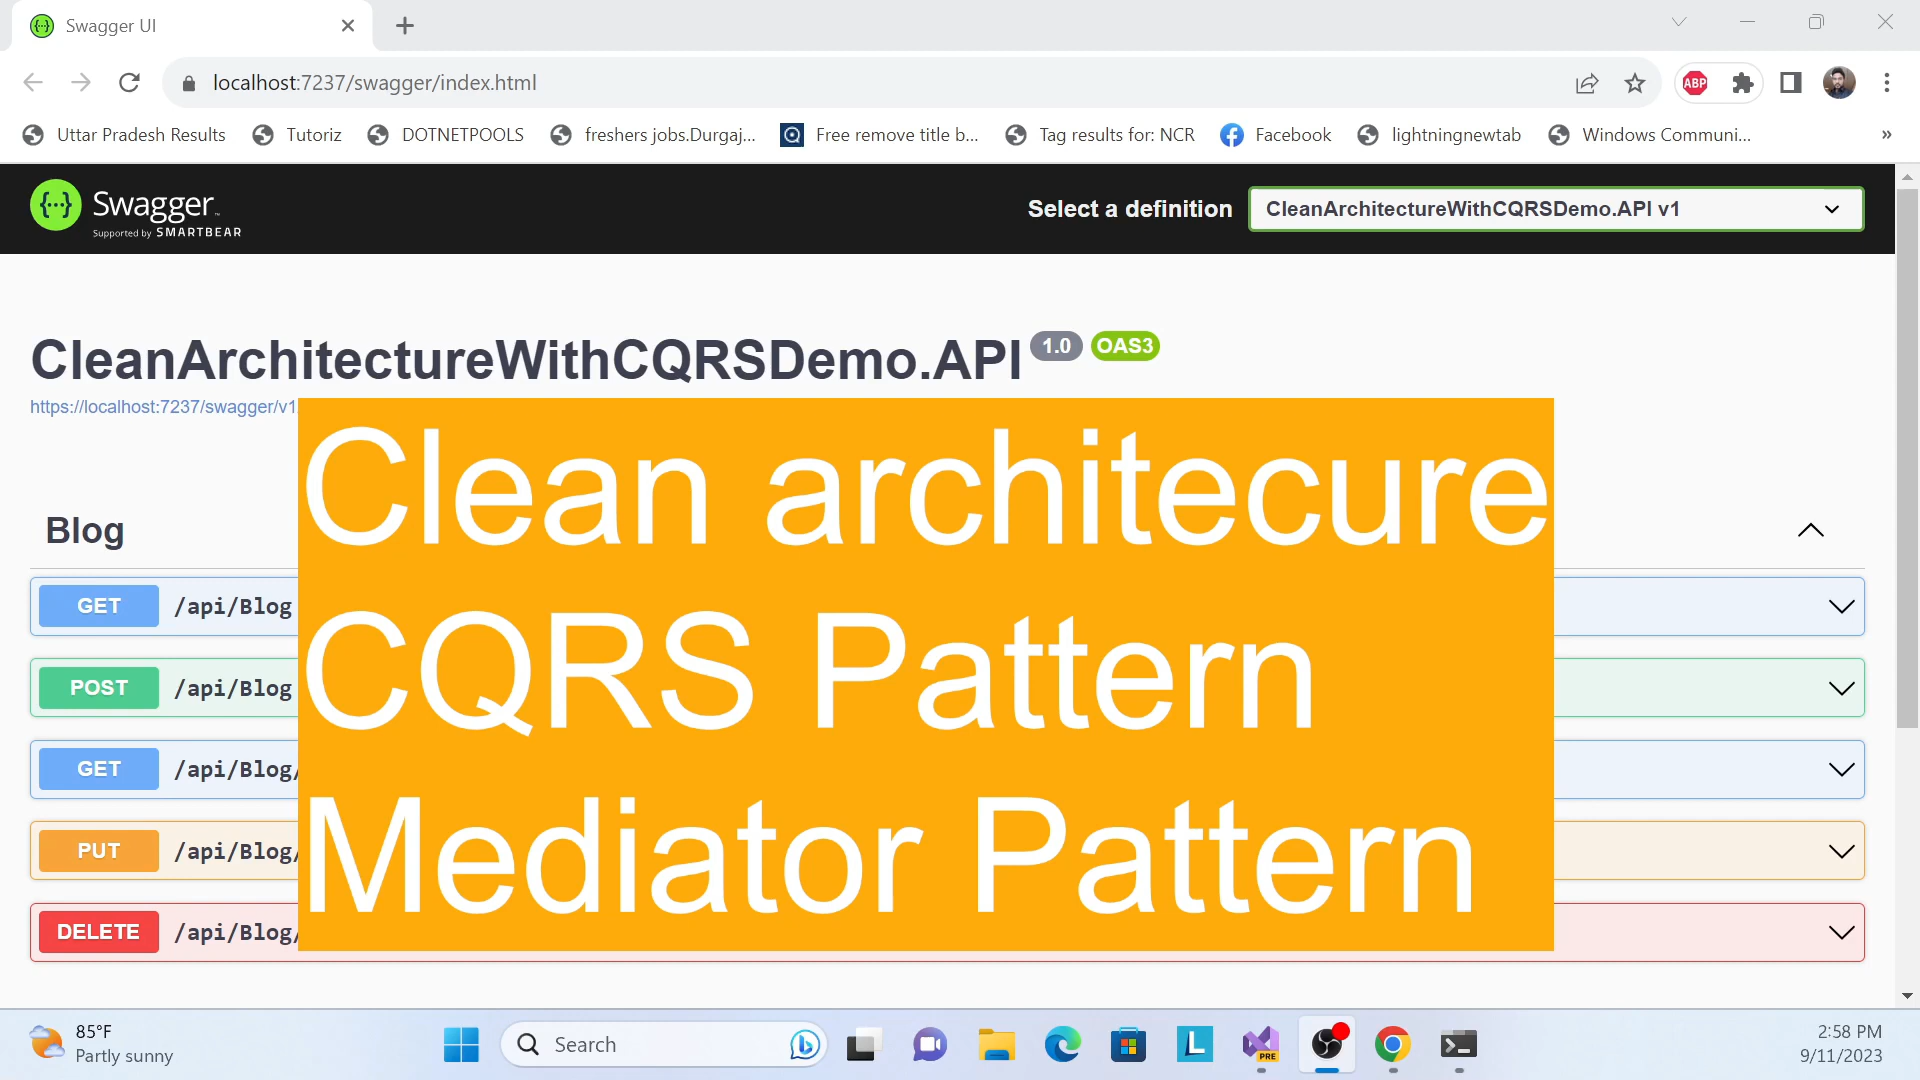 Swagger UI
localhost:7237/swagger/index.html
ABP
Uttar Pradesh Results
Tutoriz
DOTNETPOOLS
freshers jobs.Durgaj...
Free remove title b...
Tag results for: NCR
Facebook
lightningnewtab
Windows Communi...
»
Swagger
Supported by SMARTBEAR
Select a definition
CleanArchitectureWithCQRSDemo.API v1
CleanArchitectureWithCQRSDemo.API 1.0 OAS3
https://localhost:7237/swagger/v1
Clean architecure
CQRS Pattern
Mediator Pattern
Blog
GET /api/Blog
POST /api/Blog
GET /api/Blog/
PUT /api/Blog/
DELETE /api/Blog/
85°F
Partly sunny
Search
L
PRE
2:58 PM
9/11/2023